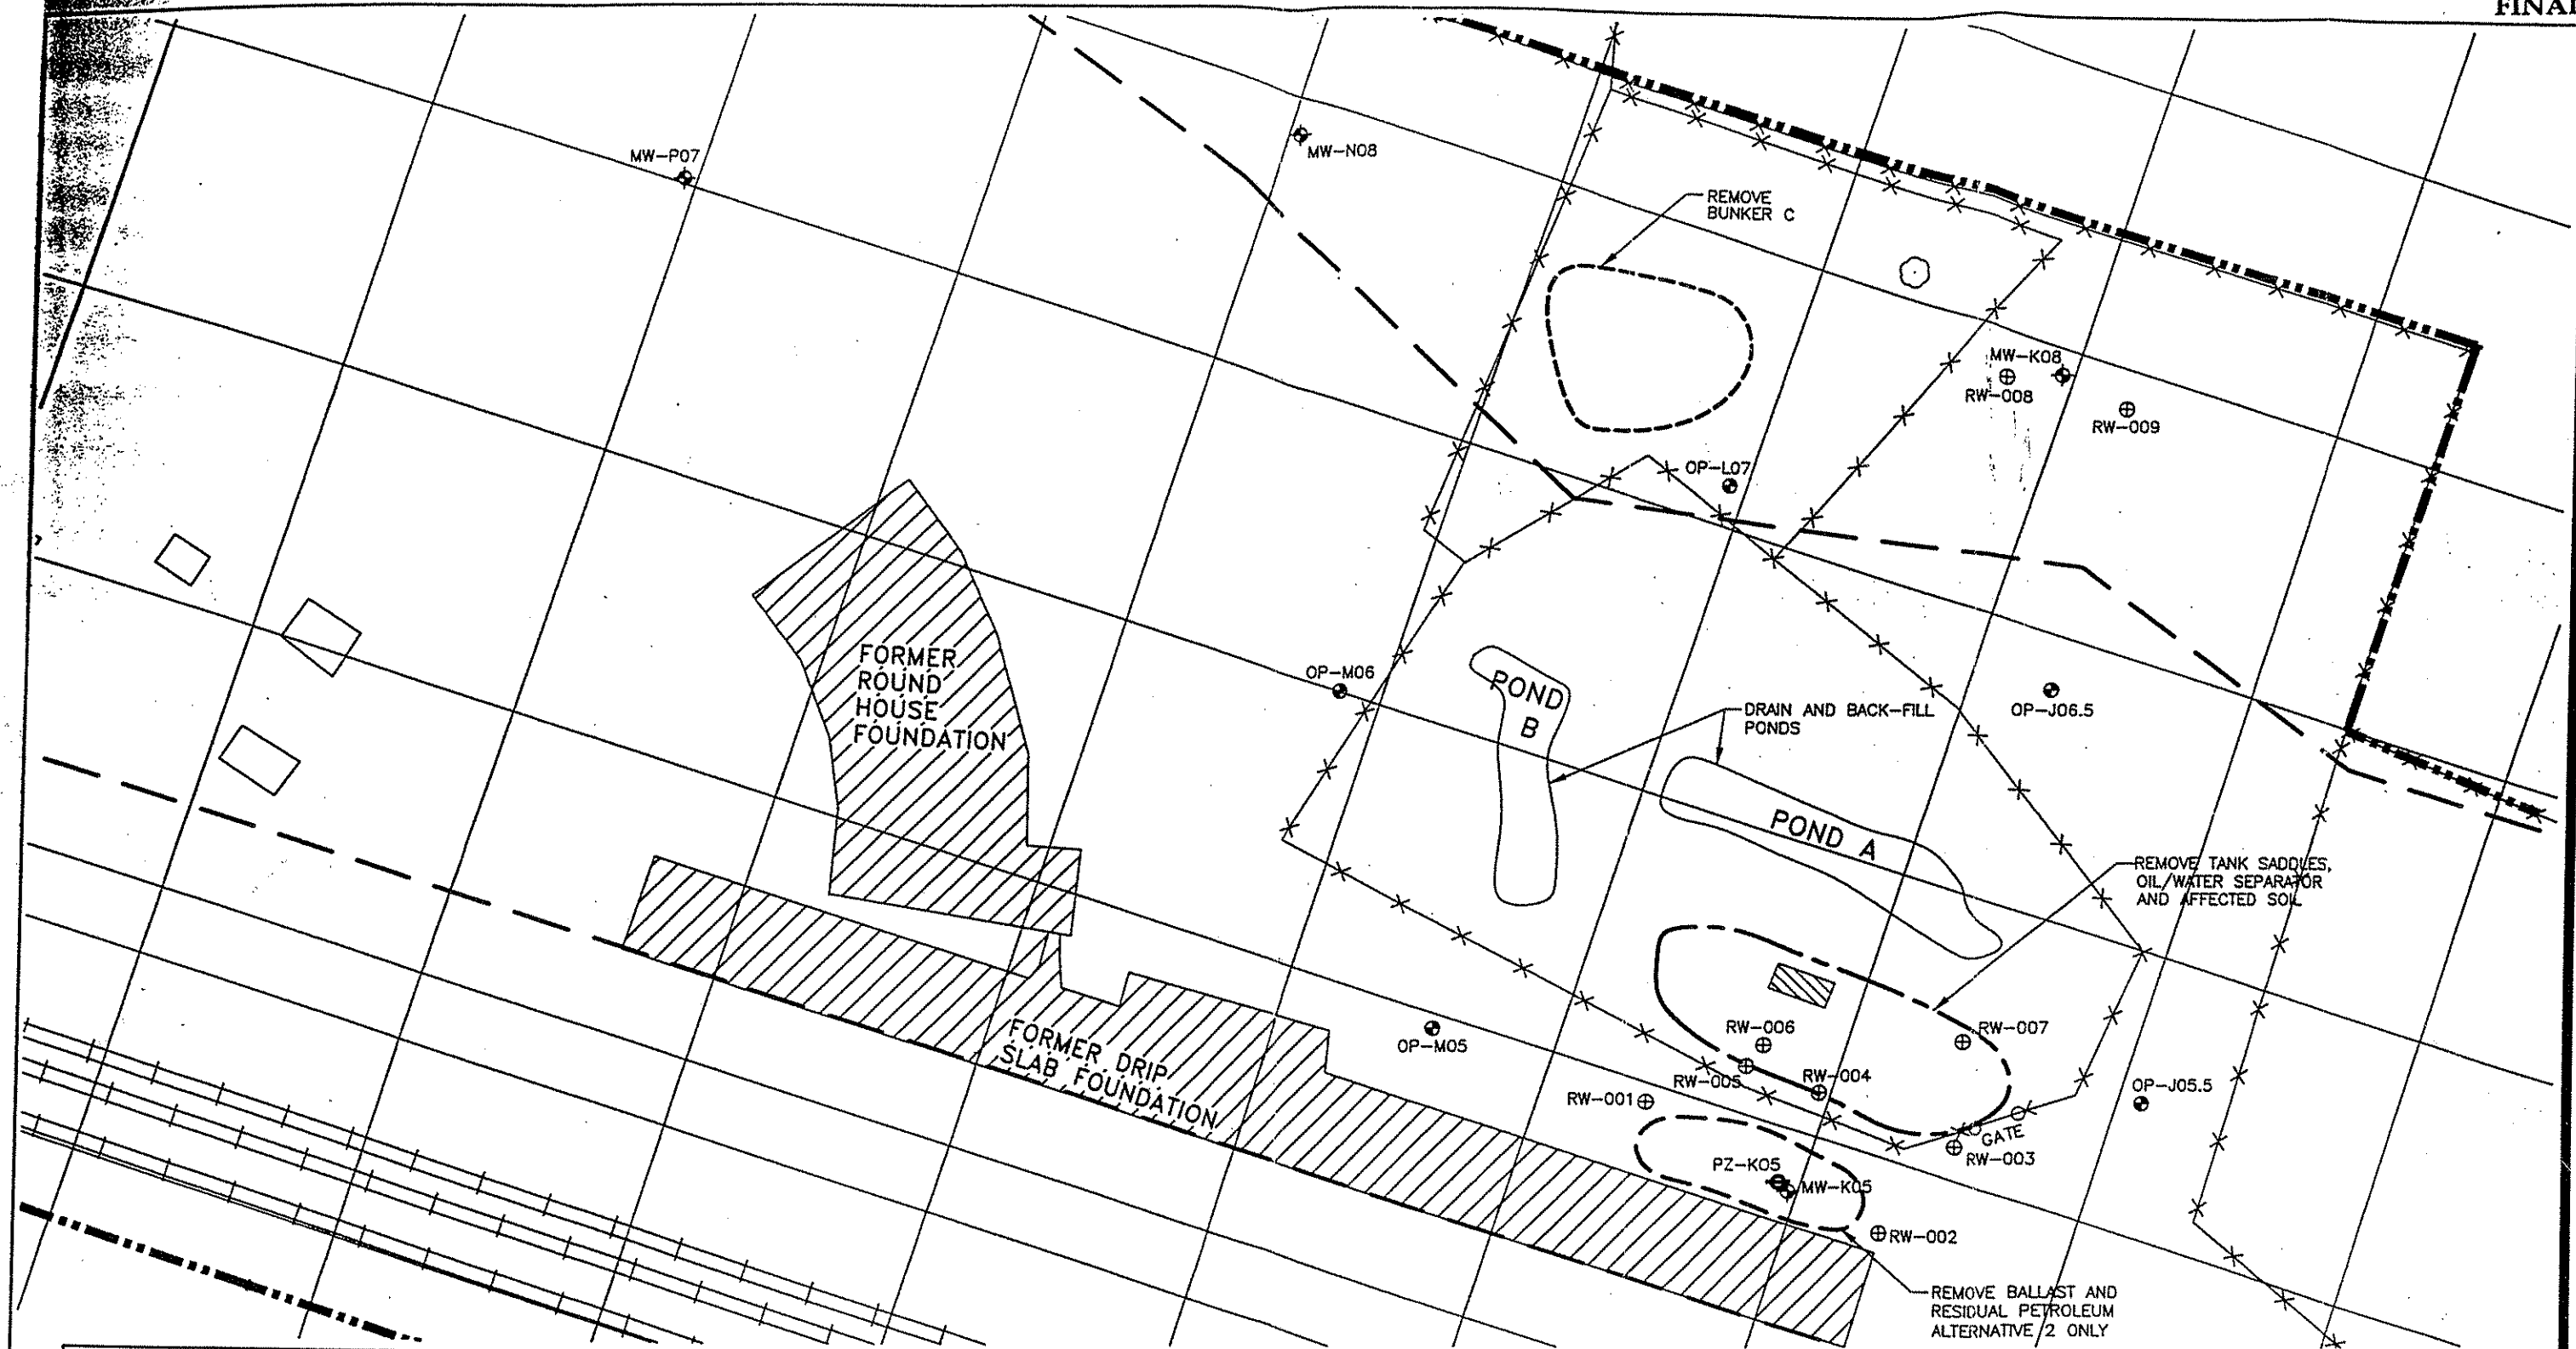 MW-P07
MW-N08
REMOVE
BUNKER C
MW-K08
RW-008
RW-009
OP-L07
FORMER
ROUND
HOUSE
FOUNDATION
OP-M06
POND
B
DRAIN AND BACK-FILL
PONDS
OP-J06.5
POND A
REMOVE TANK SADDLES,
OIL/WATER SEPARATOR
AND AFFECTED SOIL
FORMER DRIP
SLAB FOUNDATION
OP-M05
RW-006
RW-007
RW-005
RW-004
RW-001
OP-J05.5
GATE
RW-003
PZ-K05
MW-K05
RW-002
REMOVE BALLAST AND
RESIDUAL PETROLEUM
ALTERNATIVE 2 ONLY